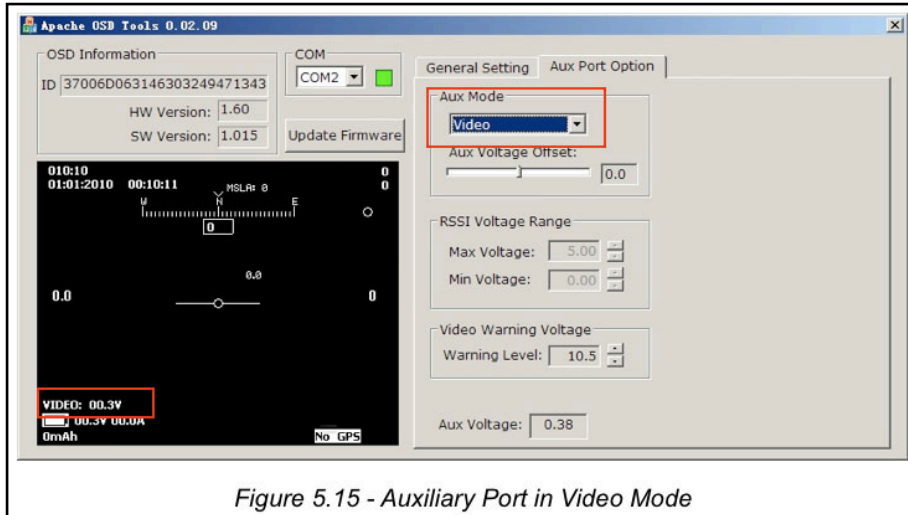 Apache OSD Tools 0.02.09
OSD Information
ID 37006D063146303249471343
HW Version: 1.60
SW Version: 1.015
COM
COM2
Update Firmware
010:10 0
01:01:2010 00:10:11 MSLA: 0 0
W N E
0
0.0
0.0 0
VIDEO: 00.3V
00.3V 00.0A
0mAh No GPS
General Setting Aux Port Option
Aux Mode
Video
Aux Voltage Offset:
0.0
RSSI Voltage Range
Max Voltage: 5.00
Min Voltage: 0.00
Video Warning Voltage
Warning Level: 10.5
Aux Voltage: 0.38
Figure 5.15 - Auxiliary Port in Video Mode